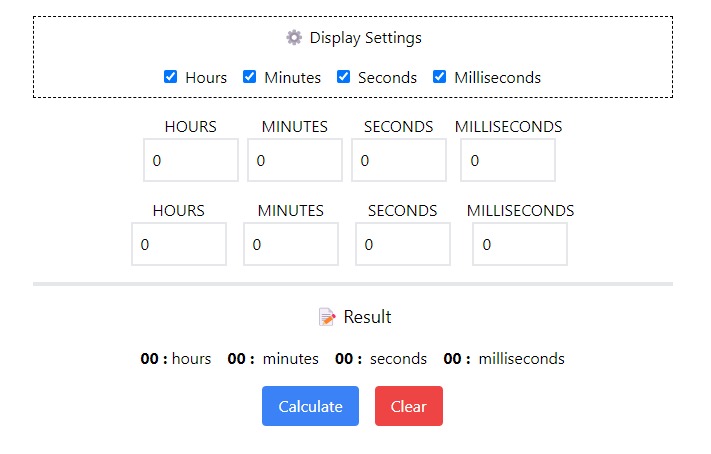 ⚙️ Display Settings
Hours Minutes Seconds Milliseconds
HOURS MINUTES SECONDS MILLISECONDS
0 0 0 0
HOURS MINUTES SECONDS MILLISECONDS
0 0 0 0
📝 Result
00 : hours 00 : minutes 00 : seconds 00 : milliseconds
Calculate Clear